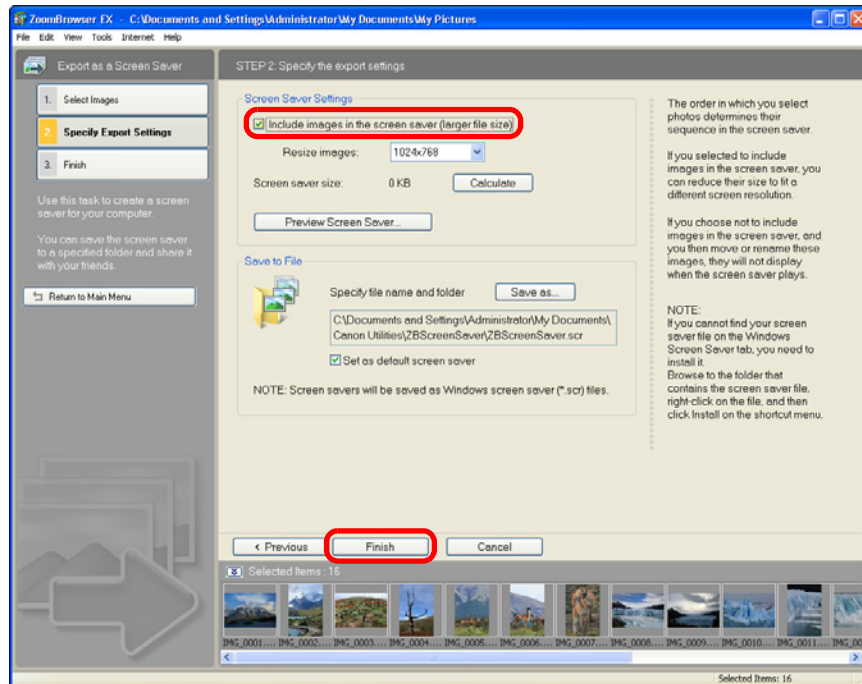 ZoomBrowser EX - C:\Documents and Settings\Administrator\My Documents\My Pictures
File Edit View Tools Internet Help
Export as a Screen Saver
1. Select Images
2. Specify Export Settings
3. Finish
Use this task to create a screen
saver for your computer.
You can save the screen saver
to a specified folder and share it
with your friends.
Return to Main Menu
STEP 2: Specify the export settings
Screen Saver Settings
Include images in the screen saver (larger file size)
Resize images: 1024x768
Screen saver size: 0 KB Calculate
Preview Screen Saver...
Save to File
Specify file name and folder Save as...
C:\Documents and Settings\Administrator\My Documents\
Canon Utilities\ZBScreenSaver\ZBScreenSaver.scr
Set as default screen saver
NOTE: Screen savers will be saved as Windows screen saver (*.scr) files.
The order in which you select
photos determines their
sequence in the screen saver.
If you selected to include
images in the screen saver, you
can reduce their size to fit a
different screen resolution.
If you choose not to include
images in the screen saver, and
you then move or rename these
images, they will not display
when the screen saver plays.
NOTE:
If you cannot find your screen
saver file on the Windows
Screen Saver tab, you need to
install it.
Browse to the folder that
contains the screen saver file,
right-click on the file, and then
click Install on the shortcut menu.
< Previous Finish Cancel
Selected Items : 16
IMG_0001.... IMG_0002.... IMG_0003.... IMG_0004.... IMG_0005.... IMG_0006.... IMG_0007.... IMG_0008.... IMG_0009.... IMG_0010.... IMG_0011.... IMG_00
Selected Items: 16